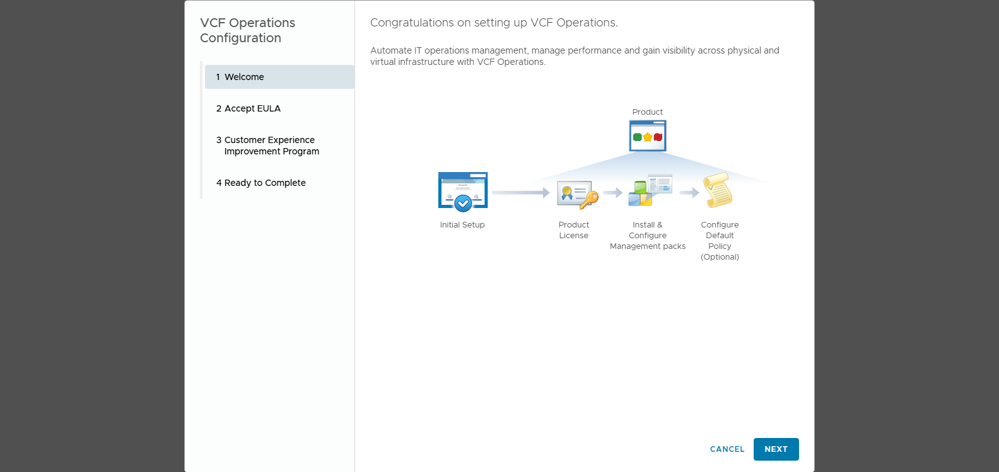 VCF Operations
Configuration
1 Welcome
2 Accept EULA
3 Customer Experience
Improvement Program
4 Ready to Complete
Congratulations on setting up VCF Operations.
Automate IT operations management, manage performance and gain visibility across physical and
virtual infrastructure with VCF Operations.
Product
Initial Setup
Product
License
Install &
Configure
Management packs
Configure
Default
Policy
(Optional)
CANCEL
NEXT